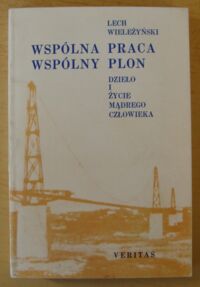 LECH
WIELEŻYŃSKI
WSPÓLNA PRACA
WSPÓLNY PLON
DZIEŁO
I
ŻYCIE
MĄDREGO
CZŁOWIEKA
VERITAS